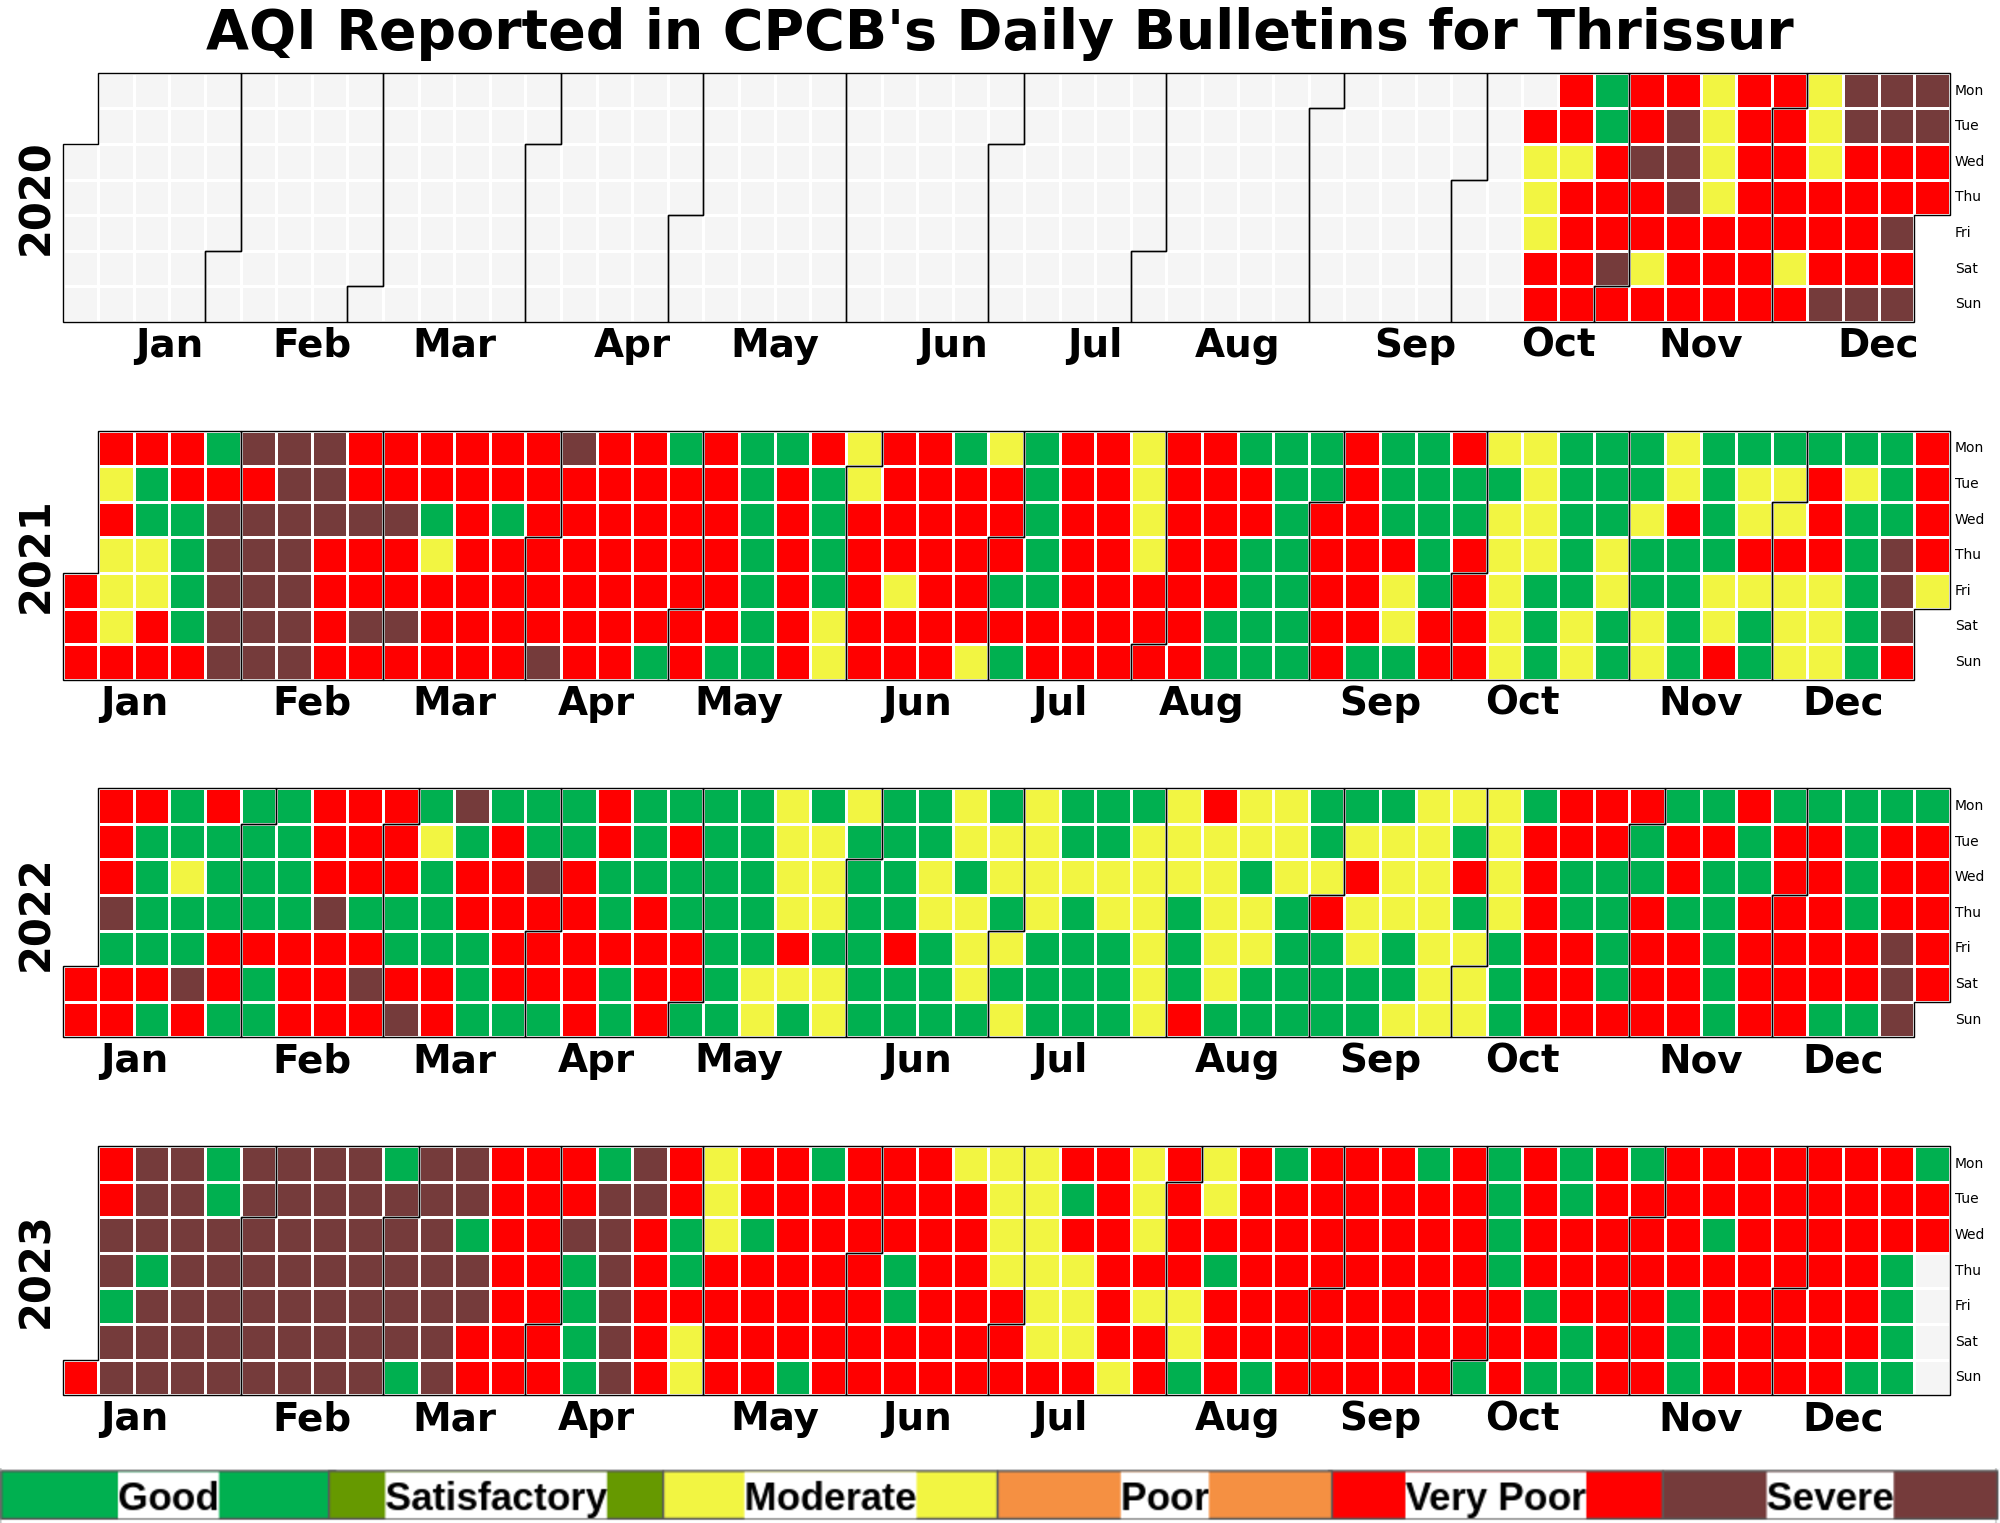 AQI Reported in CPCB's Daily Bulletins for Thrissur
2020
Mon
Tue
Wed
Thu
Fri
Sat
Sun
Jan Feb Mar Apr May Jun Jul Aug Sep Oct Nov Dec
2021
Mon
Tue
Wed
Thu
Fri
Sat
Sun
Jan Feb Mar Apr May Jun Jul Aug Sep Oct Nov Dec
2022
Mon
Tue
Wed
Thu
Fri
Sat
Sun
Jan Feb Mar Apr May Jun Jul Aug Sep Oct Nov Dec
2023
Mon
Tue
Wed
Thu
Fri
Sat
Sun
Jan Feb Mar Apr May Jun Jul Aug Sep Oct Nov Dec
Good Satisfactory Moderate Poor Very Poor Severe